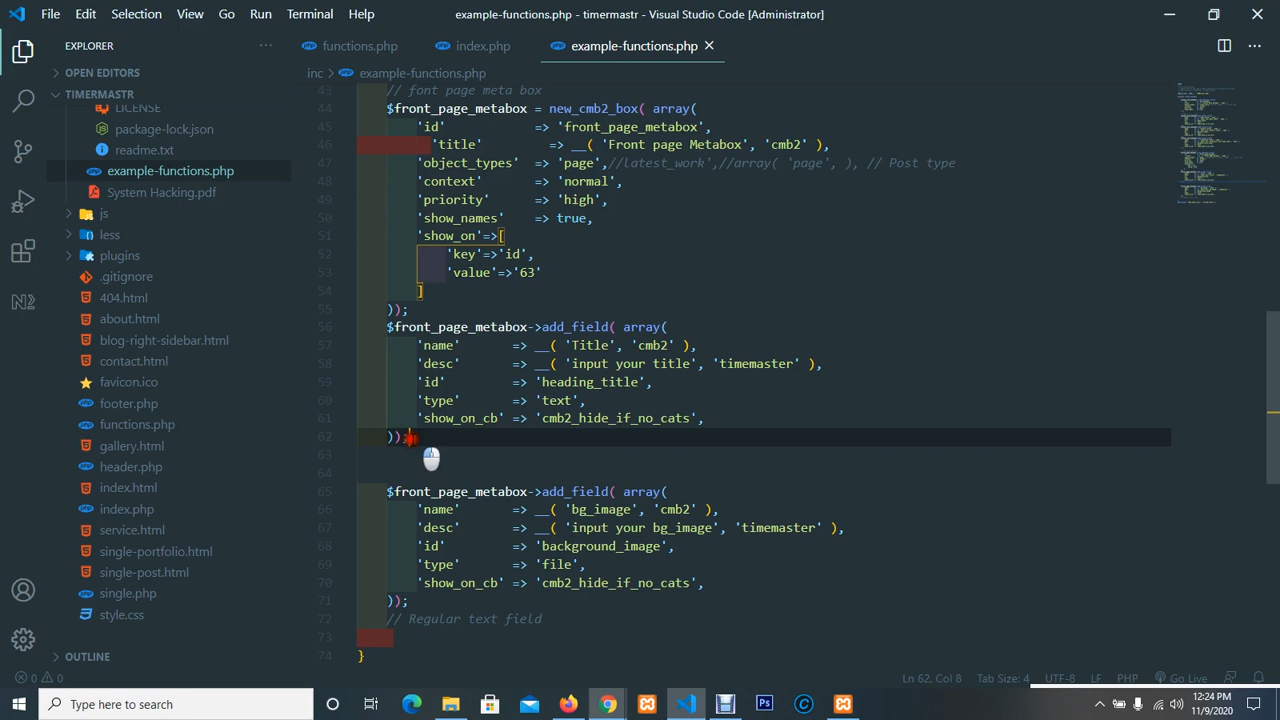 File Edit Selection View Go Run Terminal Help example-functions.php - timermastr - Visual Studio Code [Administrator]
EXPLORER
OPEN EDITORS
TIMERMASTR
LICENSE
package-lock.json
readme.txt
example-functions.php
System Hacking.pdf
js
less
plugins
.gitignore
404.html
about.html
blog-right-sidebar.html
contact.html
favicon.ico
footer.php
functions.php
gallery.html
header.php
index.html
index.php
service.html
single-portfolio.html
single-post.html
single.php
style.css
OUTLINE
functions.php index.php example-functions.php
inc > example-functions.php
43 // font page meta box
44 $front_page_metabox = new_cmb2_box( array(
45 'id' => 'front_page_metabox',
46 'title' => __( 'Front page Metabox', 'cmb2' ),
47 'object_types' => 'page',//latest_work',//array( 'page', ), // Post type
48 'context' => 'normal',
49 'priority' => 'high',
50 'show_names' => true,
51 'show_on'=>[
52 'key'=>'id',
53 'value'=>'63'
54 ]
55 ));
56 $front_page_metabox->add_field( array(
57 'name' => __( 'Title', 'cmb2' ),
58 'desc' => __( 'input your title', 'timemaster' ),
59 'id' => 'heading_title',
60 'type' => 'text',
61 'show_on_cb' => 'cmb2_hide_if_no_cats',
62 ));
63
64
65 $front_page_metabox->add_field( array(
66 'name' => __( 'bg_image', 'cmb2' ),
67 'desc' => __( 'input your bg_image', 'timemaster' ),
68 'id' => 'background_image',
69 'type' => 'file',
70 'show_on_cb' => 'cmb2_hide_if_no_cats',
71 ));
72 // Regular text field
73
74 }
0 0 Ln 62, Col 8 Tab Size: 4 UTF-8 LF PHP Go Live
Type here to search
12:24 PM
11/9/2020